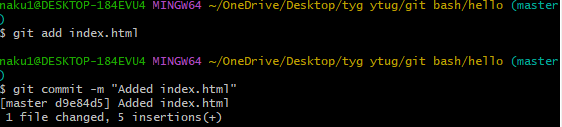 naku1@DESKTOP-184EVU4 MINGW64 ~/OneDrive/Desktop/tyg ytug/git bash/hello (master
)
$ git add index.html
naku1@DESKTOP-184EVU4 MINGW64 ~/OneDrive/Desktop/tyg ytug/git bash/hello (master
)
$ git commit -m "Added index.html"
[master d9e84d5] Added index.html
 1 file changed, 5 insertions(+)